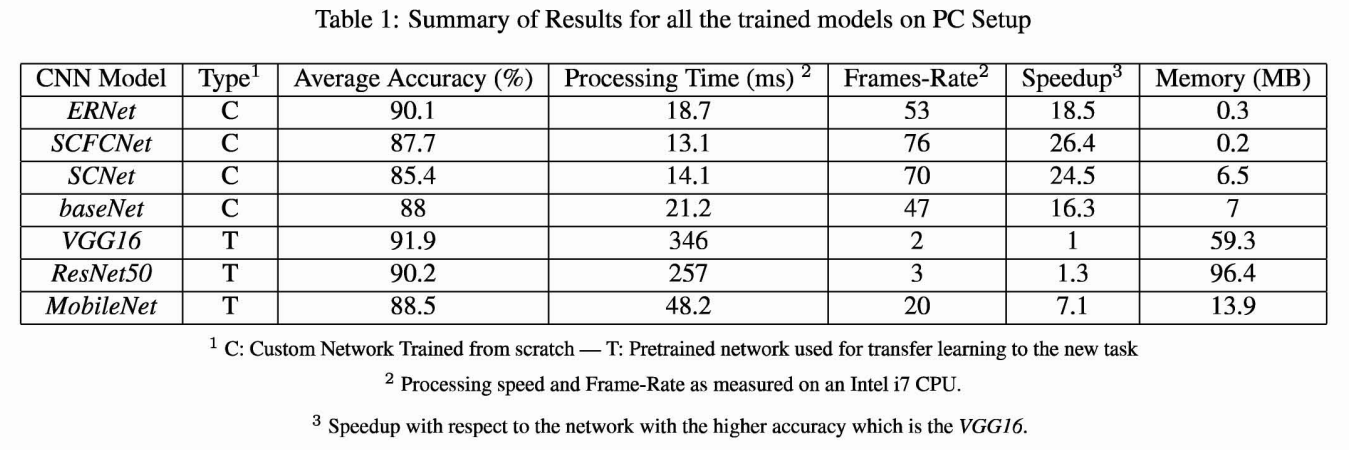 Table 1: Summary of Results for all the trained models on PC Setup
CNN Model Type1 Average Accuracy (%) Processing Time (ms) 2 Frames-Rate2 Speedup3 Memory (MB)
ERNet C 90.1 18.7 53 18.5 0.3
SCFCNet C 87.7 13.1 76 26.4 0.2
SCNet C 85.4 14.1 70 24.5 6.5
baseNet C 88 21.2 47 16.3 7
VGG16 T 91.9 346 2 1 59.3
ResNet50 T 90.2 257 3 1.3 96.4
MobileNet T 88.5 48.2 20 7.1 13.9
1 C: Custom Network Trained from scratch — T: Pretrained network used for transfer learning to the new task
2 Processing speed and Frame-Rate as measured on an Intel i7 CPU.
3 Speedup with respect to the network with the higher accuracy which is the VGG16.